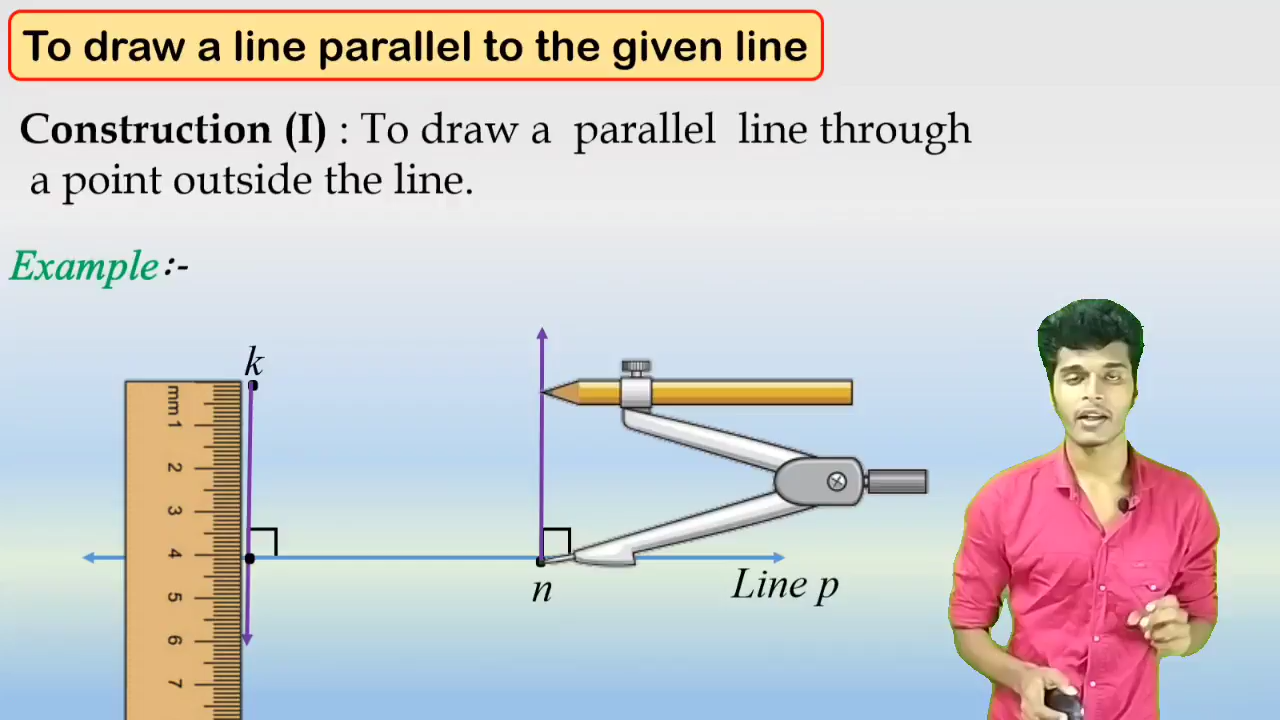 To draw a line parallel to the given line
Construction (I) : To draw a parallel line through
a point outside the line.
Example :-
k
mm 1
2
3
4
5
6
7
n
Line p